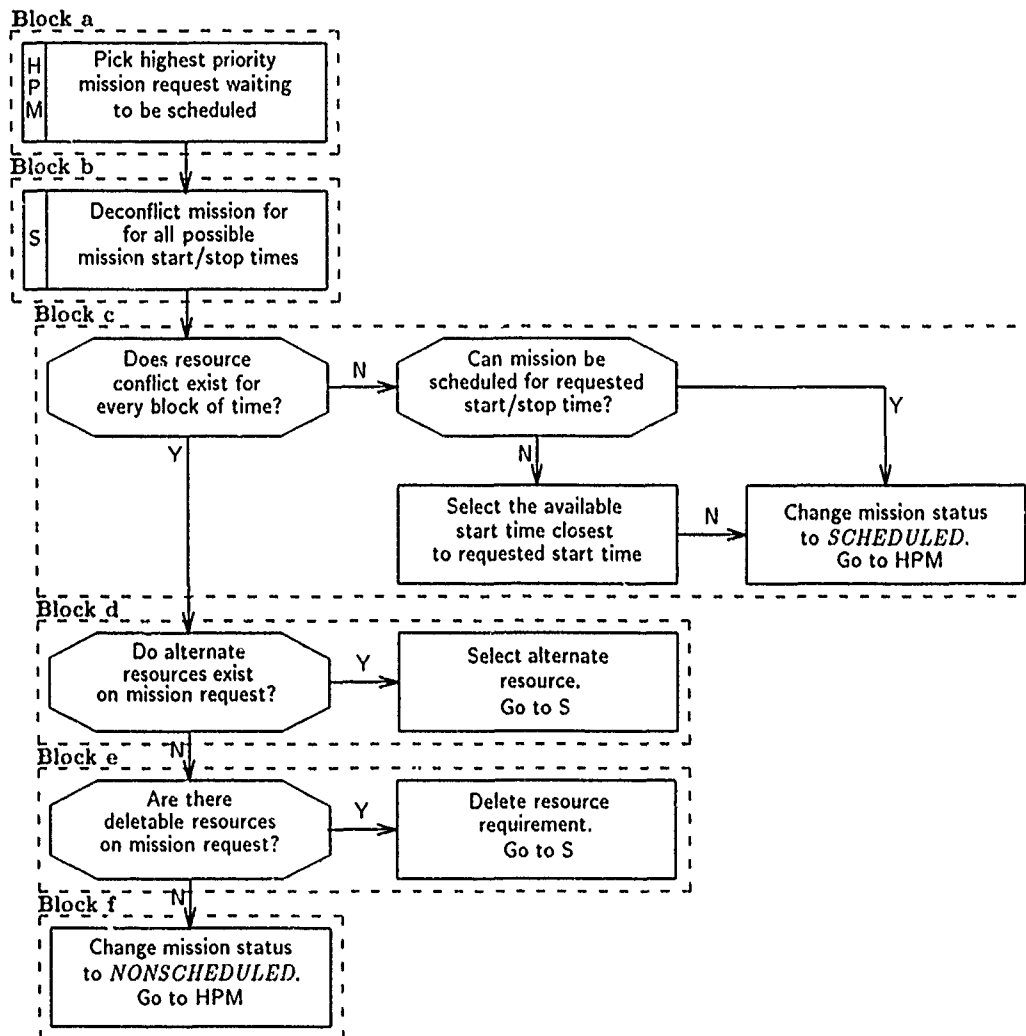 Block a
H
P
M
Pick highest priority
mission request waiting
to be scheduled
Block b
S
Deconflict mission for
for all possible
mission start/stop times
Block c
Does resource
conflict exist for
every block of time?
N
Can mission be
scheduled for requested
start/stop time?
Y
Y
N
Select the available
start time closest
to requested start time
N
Change mission status
to SCHEDULED.
Go to HPM
Block d
Do alternate
resources exist
on mission request?
Y
Select alternate
resource.
Go to S
N
Block e
Are there
deletable resources
on mission request?
Y
Delete resource
requirement.
Go to S
N
Block f
Change mission status
to NONSCHEDULED.
Go to HPM